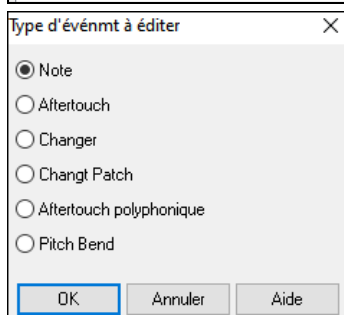 Type d'événmt à éditer
Note
Aftertouch
Changer
Changt Patch
Aftertouch polyphonique
Pitch Bend
OK Annuler Aide